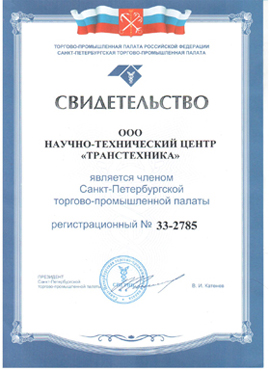 ТОРГОВО-ПРОМЫШЛЕННАЯ ПАЛАТА РОССИЙСКОЙ ФЕДЕРАЦИИ
САНКТ-ПЕТЕРБУРГСКАЯ ТОРГОВО-ПРОМЫШЛЕННАЯ ПАЛАТА
СВИДЕТЕЛЬСТВО
ООО
НАУЧНО-ТЕХНИЧЕСКИЙ ЦЕНТР
«ТРАНСТЕХНИКА»
является членом
Санкт-Петербургской
торгово-промышленной палаты
регистрационный № 33-2785
ПРЕЗИДЕНТ
Санкт-Петербургской
торгово-промышленной палаты
В. И. Катенев